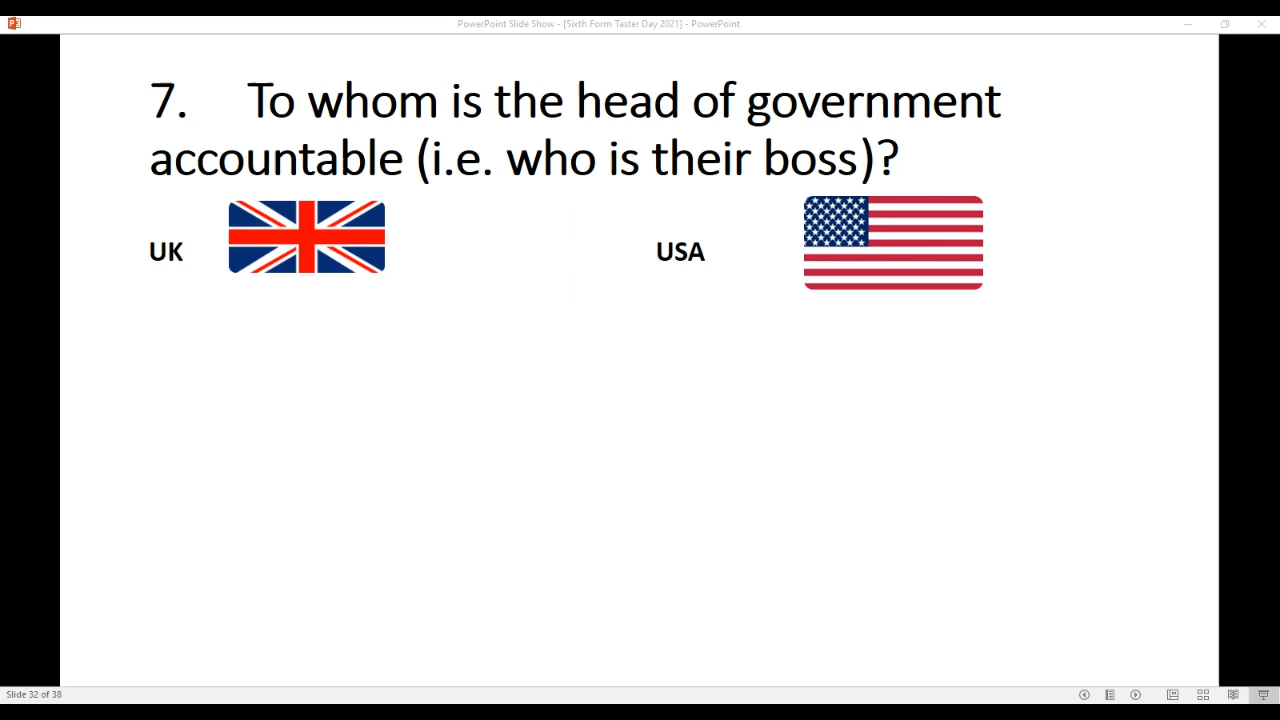 PowerPoint Slide Show - [Sixth Form Taster Day 2021] - PowerPoint
7. To whom is the head of government
accountable (i.e. who is their boss)?
UK
USA
Slide 32 of 38